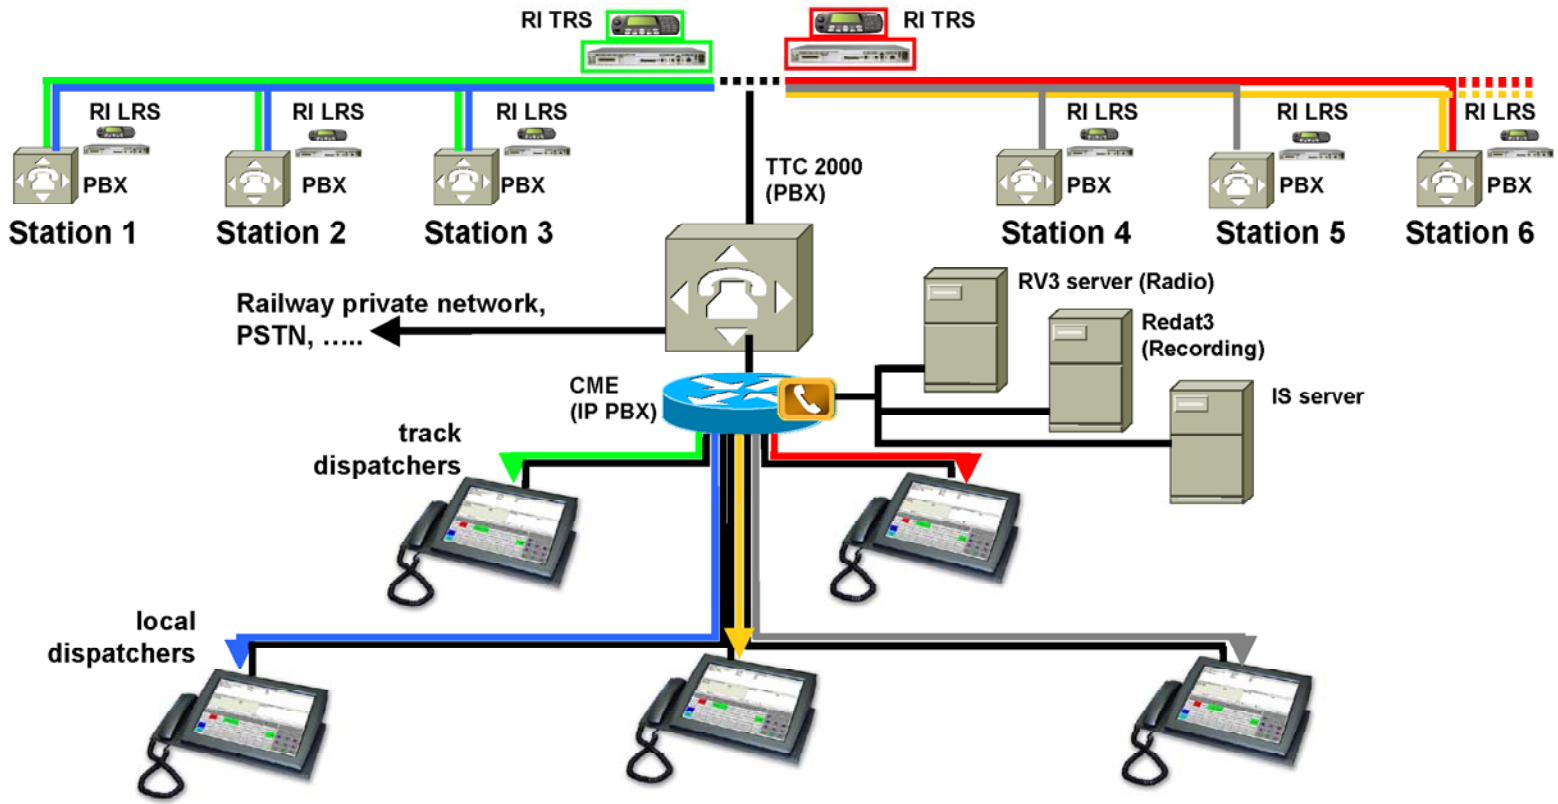 RI TRS
RI TRS
RI LRS
RI LRS
RI LRS
RI LRS
RI LRS
RI LRS
PBX
PBX
PBX
PBX
PBX
PBX
Station 1
Station 2
Station 3
Station 4
Station 5
Station 6
TTC 2000
(PBX)
Railway private network,
PSTN, .....
RV3 server (Radio)
Redat3
(Recording)
IS server
CME
(IP PBX)
track
dispatchers
local
dispatchers